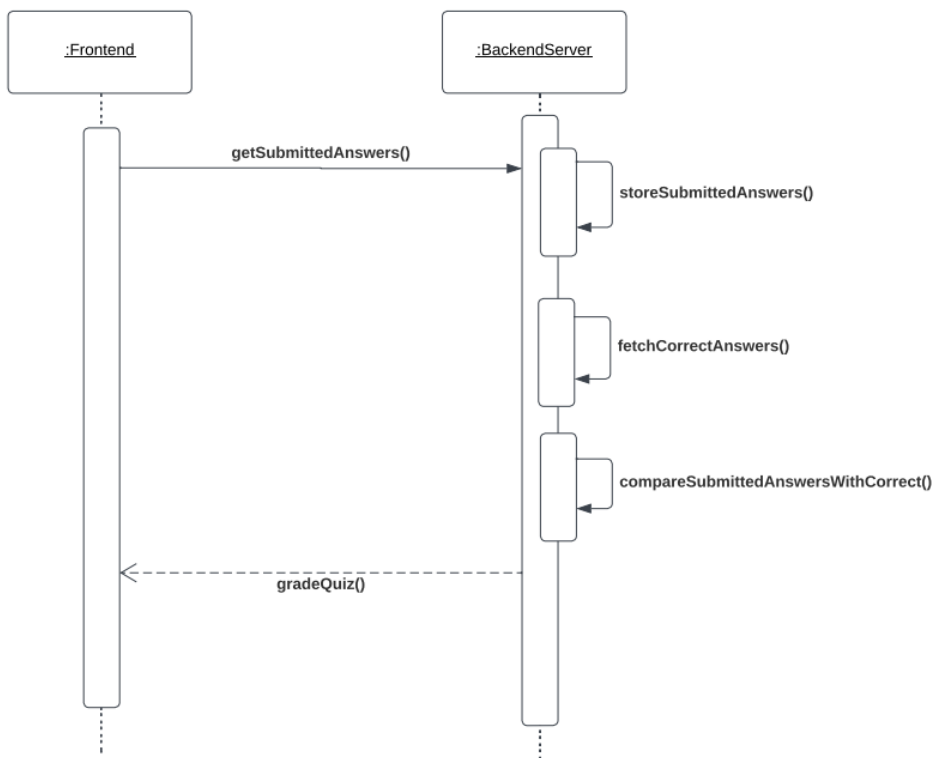 :Frontend
:BackendServer
getSubmittedAnswers()
storeSubmittedAnswers()
fetchCorrectAnswers()
compareSubmittedAnswersWithCorrect()
gradeQuiz()